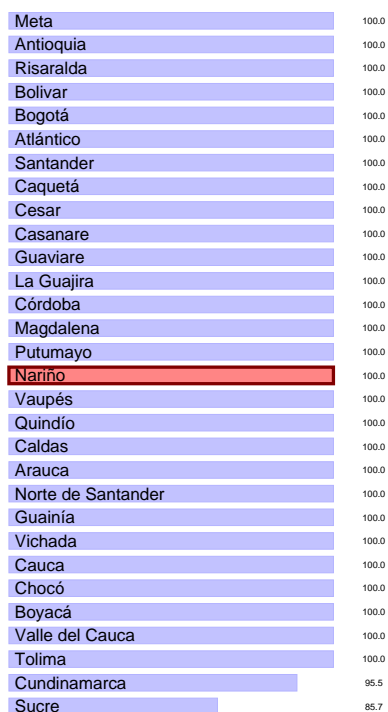 Meta 100.0
Antioquia 100.0
Risaralda 100.0
Bolivar 100.0
Bogotá 100.0
Atlántico 100.0
Santander 100.0
Caquetá 100.0
Cesar 100.0
Casanare 100.0
Guaviare 100.0
La Guajira 100.0
Córdoba 100.0
Magdalena 100.0
Putumayo 100.0
Nariño 100.0
Vaupés 100.0
Quindío 100.0
Caldas 100.0
Arauca 100.0
Norte de Santander 100.0
Guainía 100.0
Vichada 100.0
Cauca 100.0
Chocó 100.0
Boyacá 100.0
Valle del Cauca 100.0
Tolima 100.0
Cundinamarca 95.5
Sucre 85.7